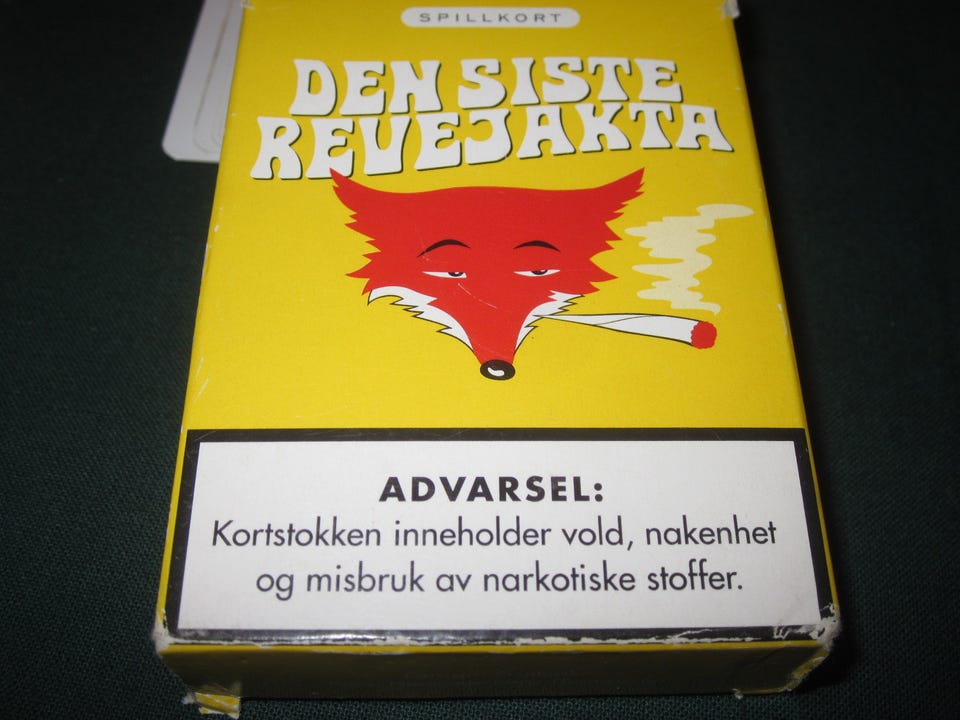 SPILLKORT
DEN SISTE
REVEJAKTA
ADVARSEL:
Kortstokken inneholder vold, nakenhet
og misbruk av narkotiske stoffer.